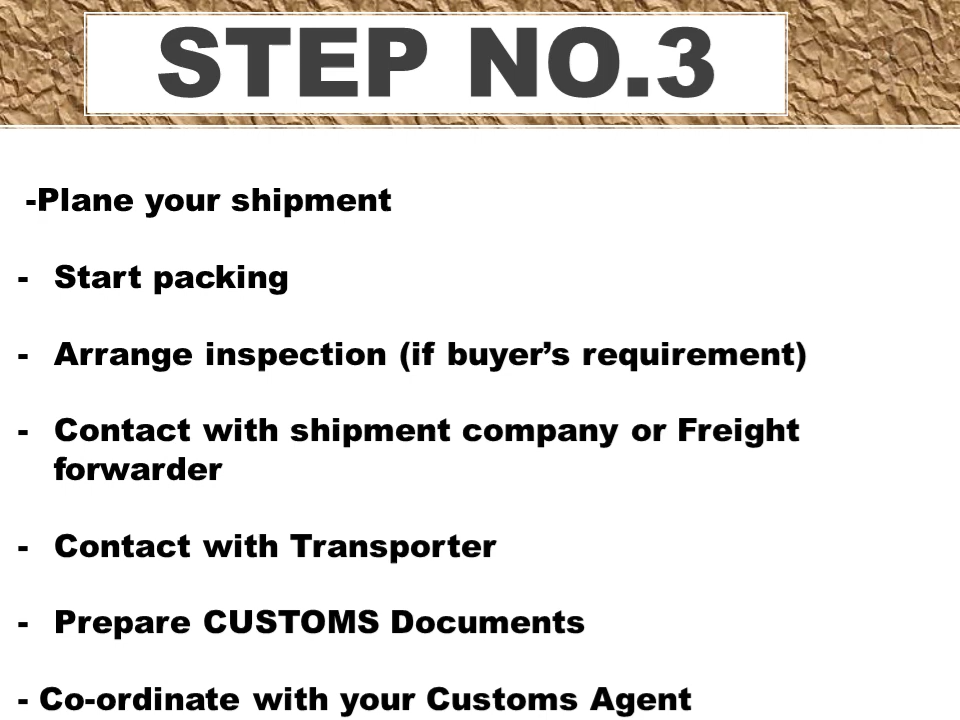 STEP NO.3
-Plane your shipment
- Start packing
- Arrange inspection (if buyer’s requirement)
- Contact with shipment company or Freight
forwarder
- Contact with Transporter
- Prepare CUSTOMS Documents
- Co-ordinate with your Customs Agent